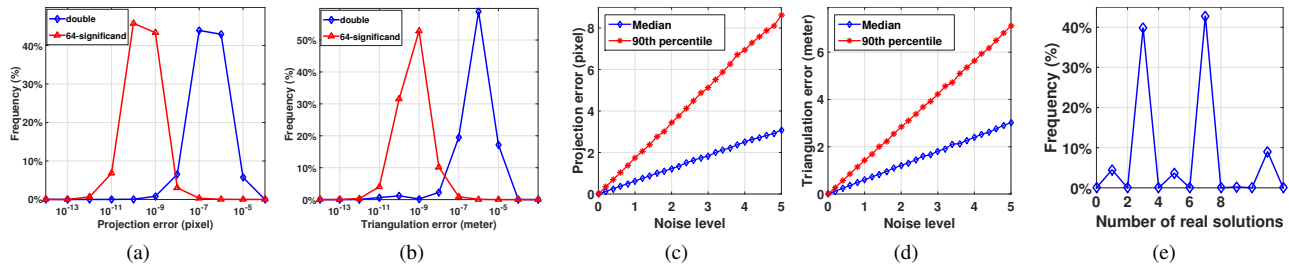 double
64-significand
40%
30%
20%
10%
0%
Frequency (%)
10^-13
10^-11
10^-9
10^-7
10^-5
Projection error (pixel)
(a)
double
64-significand
50%
40%
30%
20%
10%
0%
Frequency (%)
10^-13
10^-11
10^-9
10^-7
10^-5
Triangulation error (meter)
(b)
Median
90th percentile
8
6
4
2
0
Projection error (pixel)
0 1 2 3 4 5
Noise level
(c)
Median
90th percentile
6
4
2
0
Triangulation error (meter)
0 1 2 3 4 5
Noise level
(d)
40%
30%
20%
10%
0%
Frequency (%)
0 2 4 6 8
Number of real solutions
(e)